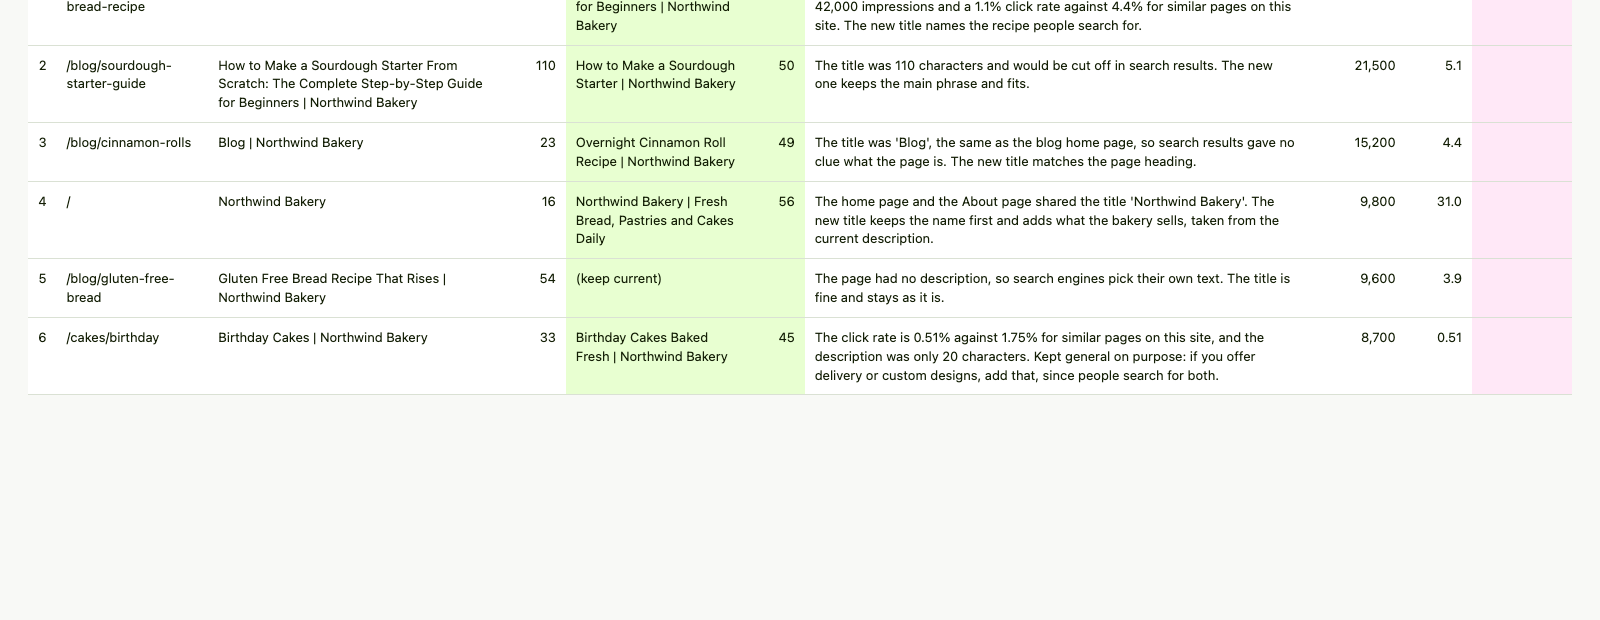 bread-recipe
for Beginners | Northwind
Bakery
42,000 impressions and a 1.1% click rate against 4.4% for similar pages on this
site. The new title names the recipe people search for.
2
/blog/sourdough-
starter-guide
How to Make a Sourdough Starter From
Scratch: The Complete Step-by-Step Guide
for Beginners | Northwind Bakery
110
How to Make a Sourdough
Starter | Northwind Bakery
50
The title was 110 characters and would be cut off in search results. The new
one keeps the main phrase and fits.
21,500
5.1
3
/blog/cinnamon-rolls
Blog | Northwind Bakery
23
Overnight Cinnamon Roll
Recipe | Northwind Bakery
49
The title was 'Blog', the same as the blog home page, so search results gave no
clue what the page is. The new title matches the page heading.
15,200
4.4
4
/
Northwind Bakery
16
Northwind Bakery | Fresh
Bread, Pastries and Cakes
Daily
56
The home page and the About page shared the title 'Northwind Bakery'. The
new title keeps the name first and adds what the bakery sells, taken from the
current description.
9,800
31.0
5
/blog/gluten-free-
bread
Gluten Free Bread Recipe That Rises |
Northwind Bakery
54
(keep current)
The page had no description, so search engines pick their own text. The title is
fine and stays as it is.
9,600
3.9
6
/cakes/birthday
Birthday Cakes | Northwind Bakery
33
Birthday Cakes Baked
Fresh | Northwind Bakery
45
The click rate is 0.51% against 1.75% for similar pages on this site, and the
description was only 20 characters. Kept general on purpose: if you offer
delivery or custom designs, add that, since people search for both.
8,700
0.51